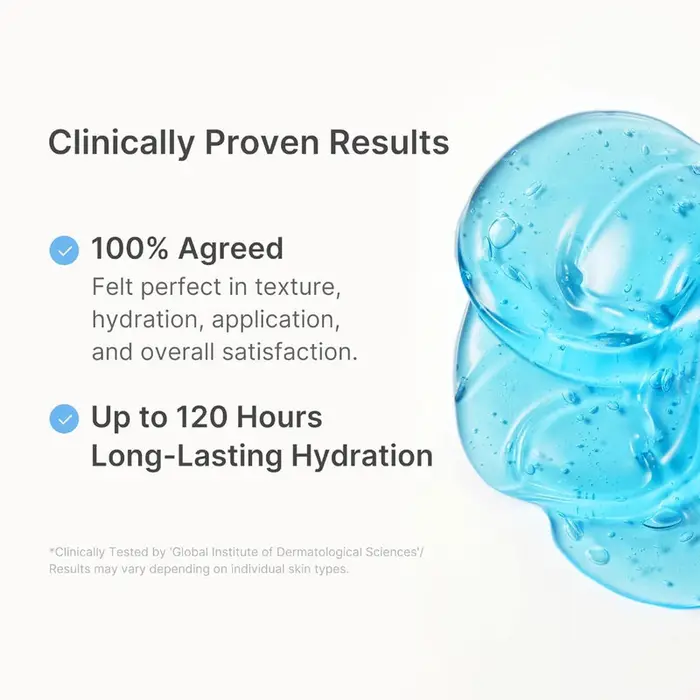 Clinically Proven Results
100% Agreed
Felt perfect in texture,
hydration, application,
and overall satisfaction.
Up to 120 Hours
Long-Lasting Hydration
*Clinically Tested by 'Global Institute of Dermatological Sciences'/
Results may vary depending on individual skin types.